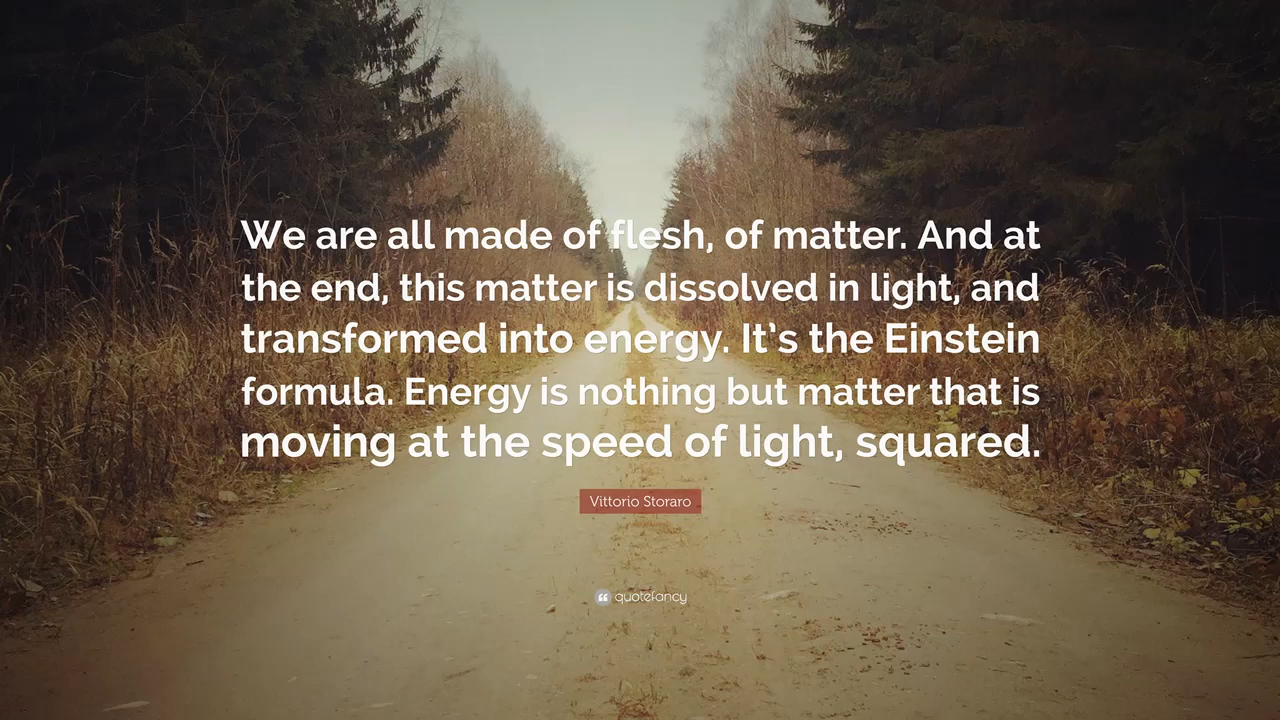 We are all made of flesh, of matter. And at
the end, this matter is dissolved in light, and
transformed into energy. It’s the Einstein
formula. Energy is nothing but matter that is
moving at the speed of light, squared.
Vittorio Storaro
quotefancy